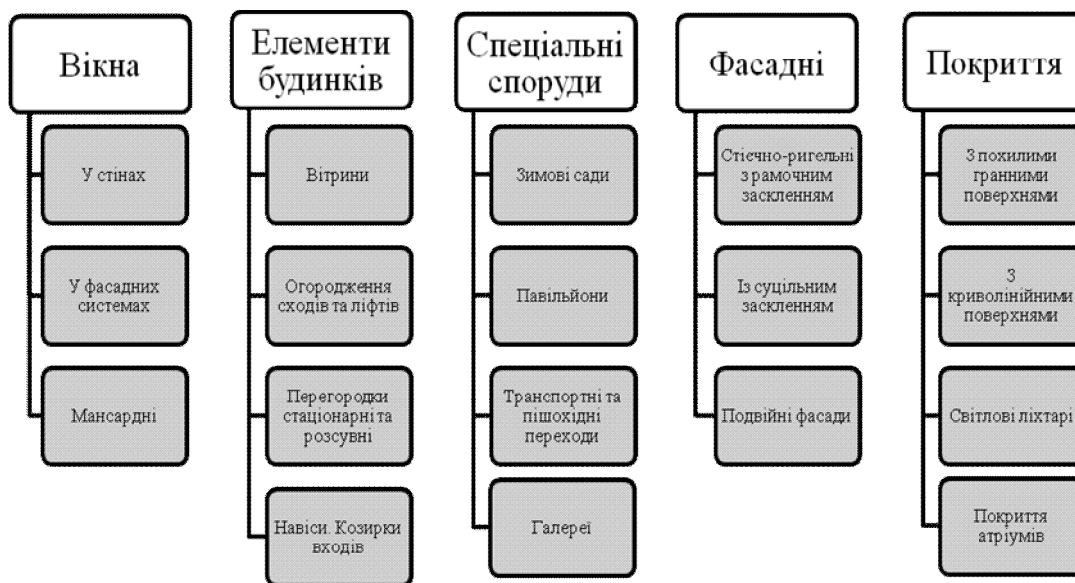 Вікна
У стінах
У фасадних
системах
Мансардні
Елементи
будинків
Вітрини
Огородження
сходів та ліфтів
Перегородки
стаціонарні та
розсувні
Навіси. Козирки
входів
Спеціальні
споруди
Зимові сади
Павільйони
Транспортні та
пішохідні
переходи
Галереї
Фасадні
Стієчно-ригельні
з рамочним
заскленням
Із суцільним
заскленням
Подвійні фасади
Покриття
З похилими
гранними
поверхнями
З
криволінійними
поверхнями
Світлові ліхтарі
Покриття
атріумів